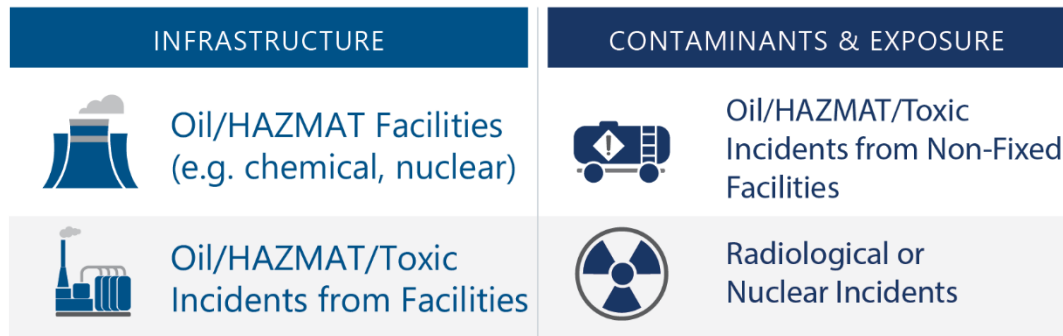 INFRASTRUCTURE
Oil/HAZMAT Facilities
(e.g. chemical, nuclear)
Oil/HAZMAT/Toxic
Incidents from Facilities
CONTAMINANTS & EXPOSURE
Oil/HAZMAT/Toxic
Incidents from Non-Fixed
Facilities
Radiological or
Nuclear Incidents